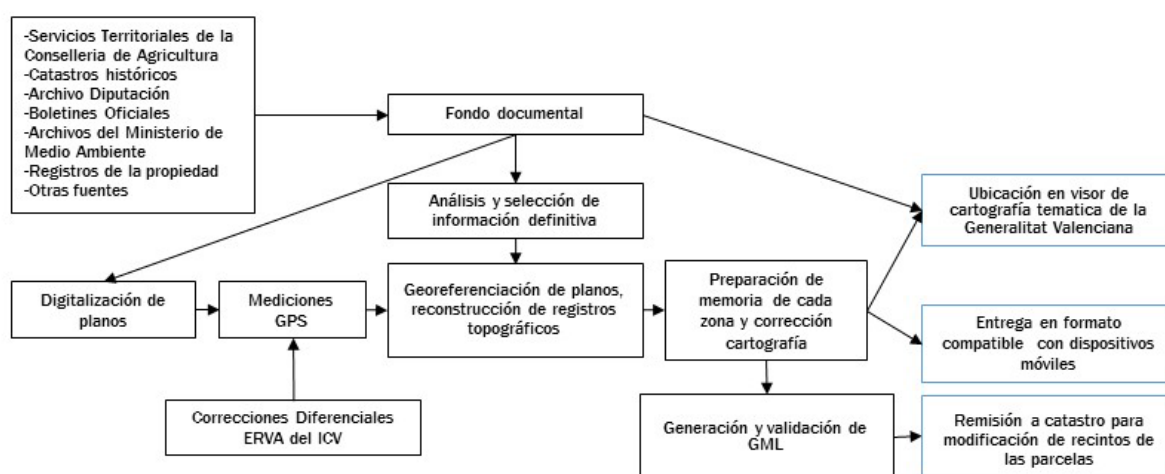 -Servicios Territoriales de la
Conselleria de Agricultura
-Catastros históricos
-Archivo Diputación
-Boletines Oficiales
-Archivos del Ministerio de
Medio Ambiente
-Registros de la propiedad
-Otras fuentes
Fondo documental
Análisis y selección de
información definitiva
Ubicación en visor de
cartografía tematica de la
Generalitat Valenciana
Digitalización de
planos
Mediciones
GPS
Georeferenciación de planos,
reconstrucción de registros
topográficos
Preparación de
memoria de cada
zona y corrección
cartografía
Entrega en formato
compatible con dispositivos
móviles
Correcciones Diferenciales
ERVA del ICV
Generación y validación de
GML
Remisión a catastro para
modificación de recintos de
las parcelas